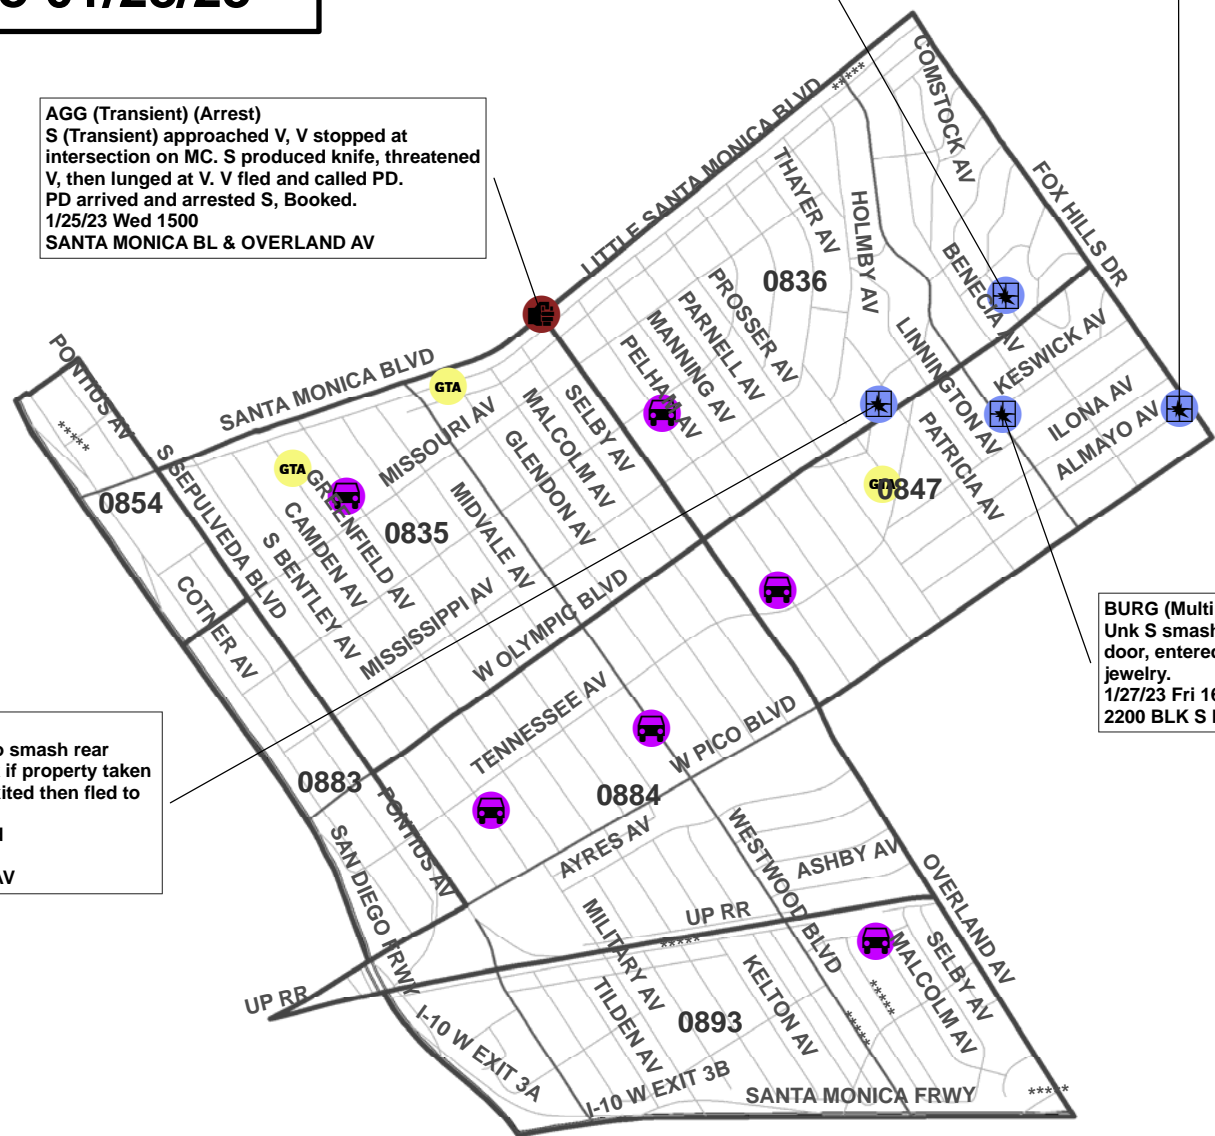 AGG (Transient) (Arrest)
S (Transient) approached V, V stopped at
intersection on MC. S produced knife, threatened
V, then lunged at V. V fled and called PD.
PD arrived and arrested S, Booked.
1/25/23 Wed 1500
SANTA MONICA BL & OVERLAND AV
LITTLE SANTA MONICA BLVD
*****
COMSTOCK AV
FOX HILLS DR
THAYER AV
HOLMBY AV
0836
BENECIA AV
PROSSER AV
PARNELL AV
MANNING AV
PELHAM AV
LINNINGTON AV
KESWICK AV
ILONA AV
ALMAYO AV
PATRICIA AV
PONTIUS AV
*****
SANTA MONICA BLVD
GTA
GTA
GTA
0847
SELBY AV
MALCOLM AV
GLENDON AV
MISSOURI AV
0854
S SEPULVEDA BLVD
GREENFIELD AV
CAMDEN AV
S BENTLEY AV
0835
MIDVALE AV
MISSISSIPPI AV
W OLYMPIC BLVD
COTNER AV
TENNESSEE AV
W PICO BLVD
BURG (Multi
Unk S smash
door, entered
jewelry.
1/27/23 Fri 16
2200 BLK S
smash rear
if property taken
ited then fled to
AV
0883
0884
PONTIUS AV
SAN DIEGO FRWY
AYRES AV
WESTWOOD BLVD
ASHBY AV
OVERLAND AV
UP RR
*****
MILITARY AV
TILDEN AV
KELTON AV
SELBY AV
MALCOLM AV
*****
*****
UP RR
0893
I-10 W EXIT 3A
I-10 W EXIT 3B
SANTA MONICA FRWY
*****